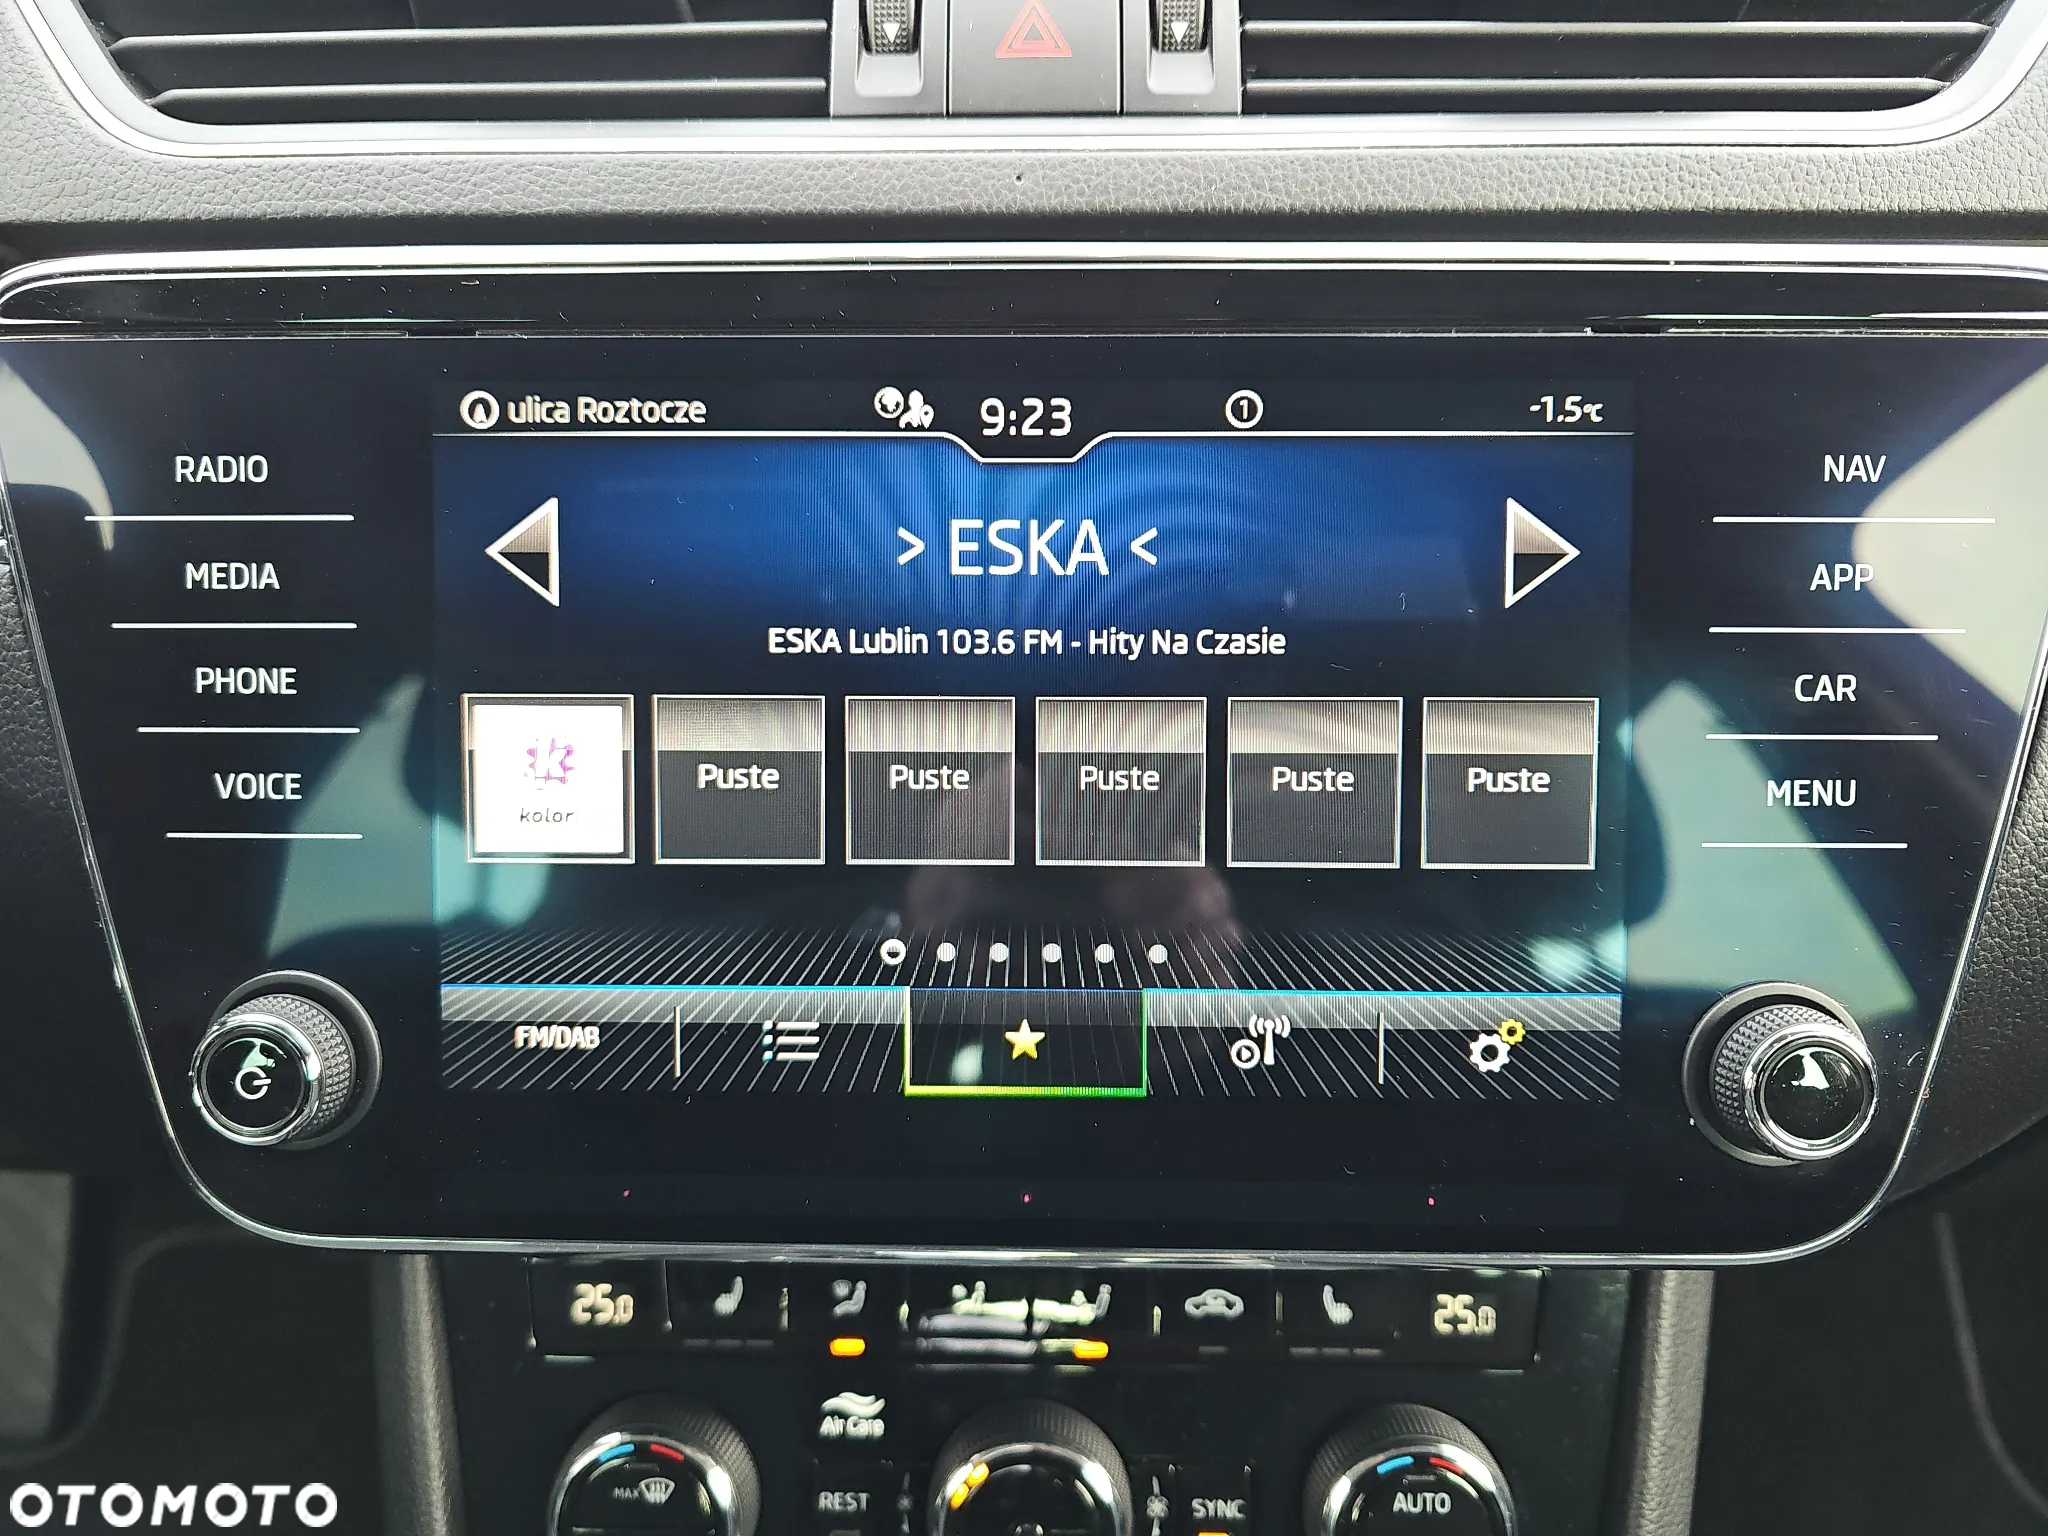 ulica Roztocze 9:23 1 -1.5°C
RADIO
MEDIA
PHONE
VOICE
> ESKA <
ESKA Lublin 103.6 FM - Hity Na Czasie
k
kolor
Puste Puste Puste Puste Puste
FM/DAB
NAV
APP
CAR
MENU
25.0 25.0
Air Care
MAX REST SYNC AUTO
OTOMOTO